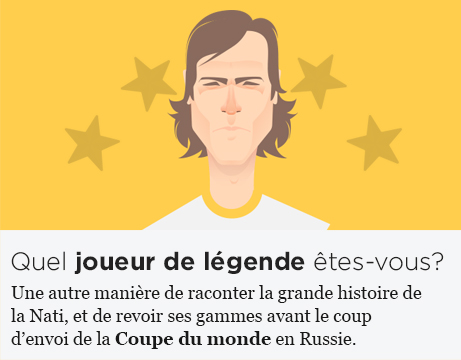 Quel joueur de légende êtes-vous?
Une autre manière de raconter la grande histoire de
la Nati, et de revoir ses gammes avant le coup
d’envoi de la Coupe du monde en Russie.